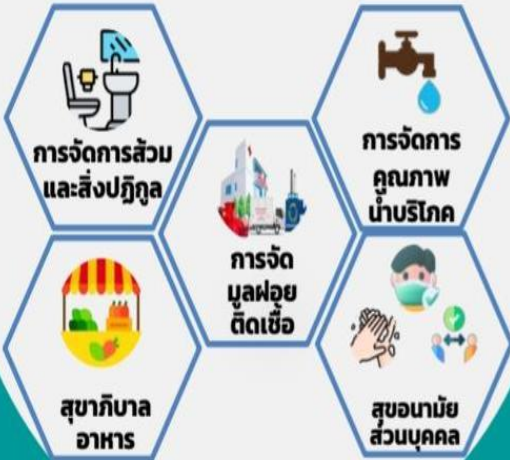 การจัดการส้วม
และสิ่งปฏิกูล
การจัดการ
คุณภาพ
น้ำบริโภค
การจัด
มูลฝอย
ติดเชื้อ
สุขาภิบาล
อาหาร
สุขอนามัย
ส่วนบุคคล